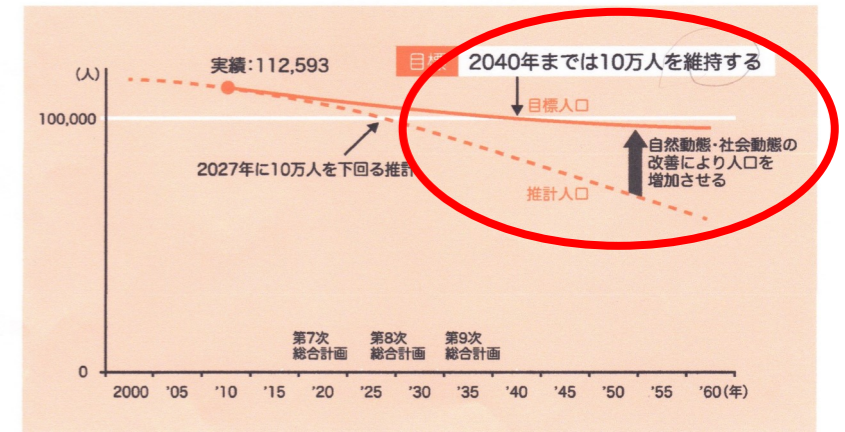 目標 2040年までは10万人を維持する
実績：112,593
(人)
目標人口
100,000
自然動態・社会動態の
改善により人口を
増加させる
2027年に10万人を下回る推計
推計人口
第7次
総合計画
第8次
総合計画
第9次
総合計画
0
2000 '05 '10 '15 '20 '25 '30 '35 '40 '45 '50 '55 '60(年)